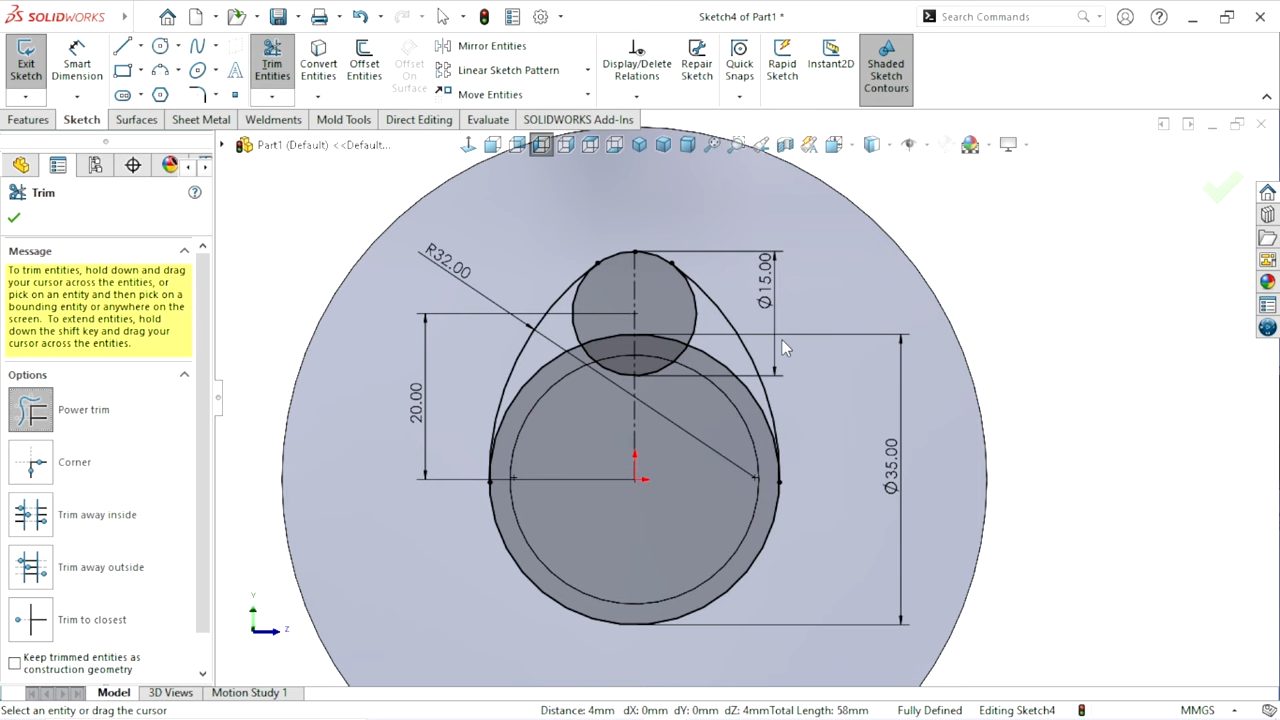 SOLIDWORKS
Sketch4 of Part1 *
Search Commands
Exit Sketch
Smart Dimension
Trim Entities
Convert Entities
Offset Entities
Offset On Surface
Mirror Entities
Linear Sketch Pattern
Move Entities
Display/Delete Relations
Repair Sketch
Quick Snaps
Rapid Sketch
Instant2D
Shaded Sketch Contours
Features
Sketch
Surfaces
Sheet Metal
Weldments
Mold Tools
Direct Editing
Evaluate
SOLIDWORKS Add-Ins
Part1 (Default) <<Default...
Trim
Message
To trim entities, hold down and drag
your cursor across the entities, or
pick on an entity and then pick on a
bounding entity or anywhere on the
screen. To extend entities, hold
down the shift key and drag your
cursor across the entities.
Options
Power trim
Corner
Trim away inside
Trim away outside
Trim to closest
Keep trimmed entities as
construction geometry
R32.00
Ø15.00
20.00
Ø35.00
Y
Z
Model
3D Views
Motion Study 1
Select an entity or drag the cursor
Distance: 4mm dX: 0mm dY: 0mm dZ: 4mmTotal Length: 58mm
Fully Defined
Editing Sketch4
MMGS